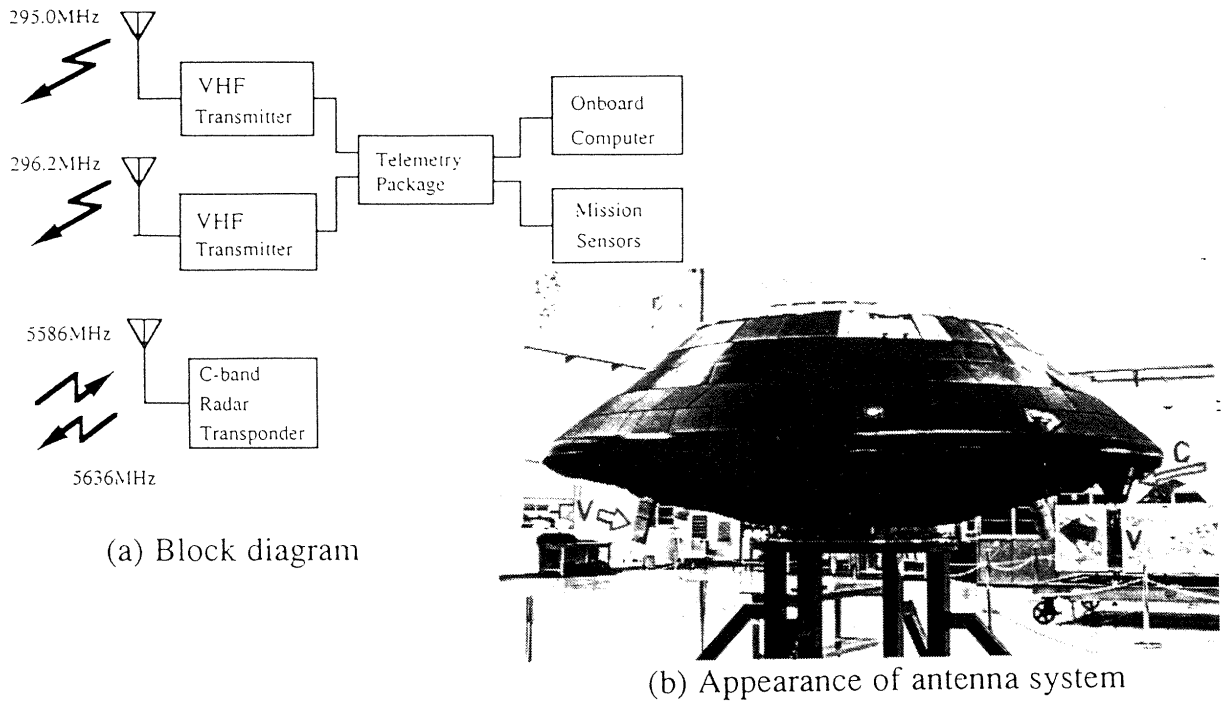 295.0MHz
VHF
Transmitter
296.2MHz
VHF
Transmitter
Telemetry
Package
Onboard
Computer
Mission
Sensors
5586MHz
C-band
Radar
Transponder
5636MHz
(a) Block diagram
V
C
V
(b) Appearance of antenna system